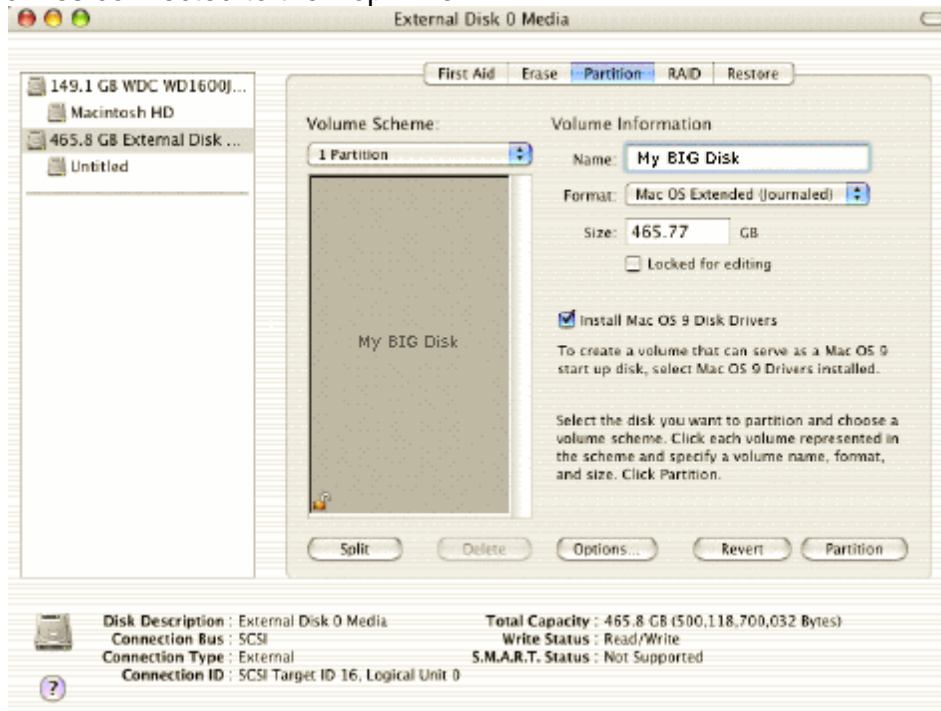 External Disk 0 Media
First Aid Erase Partition RAID Restore
149.1 GB WDC WD1600J...
Macintosh HD
465.8 GB External Disk ...
Untitled
Volume Scheme:
1 Partition
My BIG Disk
Volume Information
Name: My BIG Disk
Format: Mac OS Extended (Journaled)
Size: 465.77 GB
Locked for editing
Install Mac OS 9 Disk Drivers
To create a volume that can serve as a Mac OS 9
start up disk, select Mac OS 9 Drivers installed.
Select the disk you want to partition and choose a
volume scheme. Click each volume represented in
the scheme and specify a volume name, format,
and size. Click Partition.
Split Delete Options... Revert Partition
Disk Description : External Disk 0 Media
Connection Bus : SCSI
Connection Type : External
Connection ID : SCSI Target ID 16, Logical Unit 0
Total Capacity : 465.8 GB (500,118,700,032 Bytes)
Write Status : Read/Write
S.M.A.R.T. Status : Not Supported
?